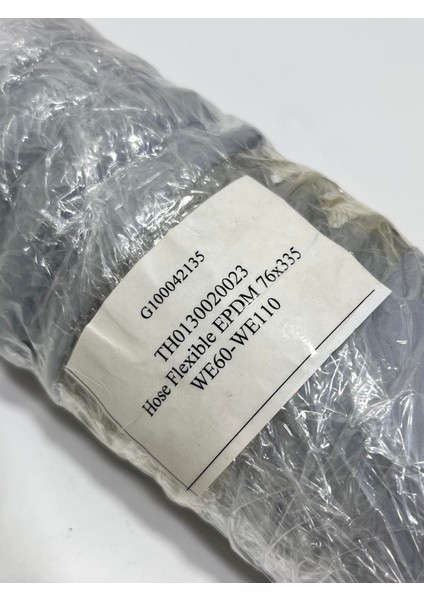 G100042135
TH0130020023
Hose Flexible EPDM 76x335
WE60-WE110